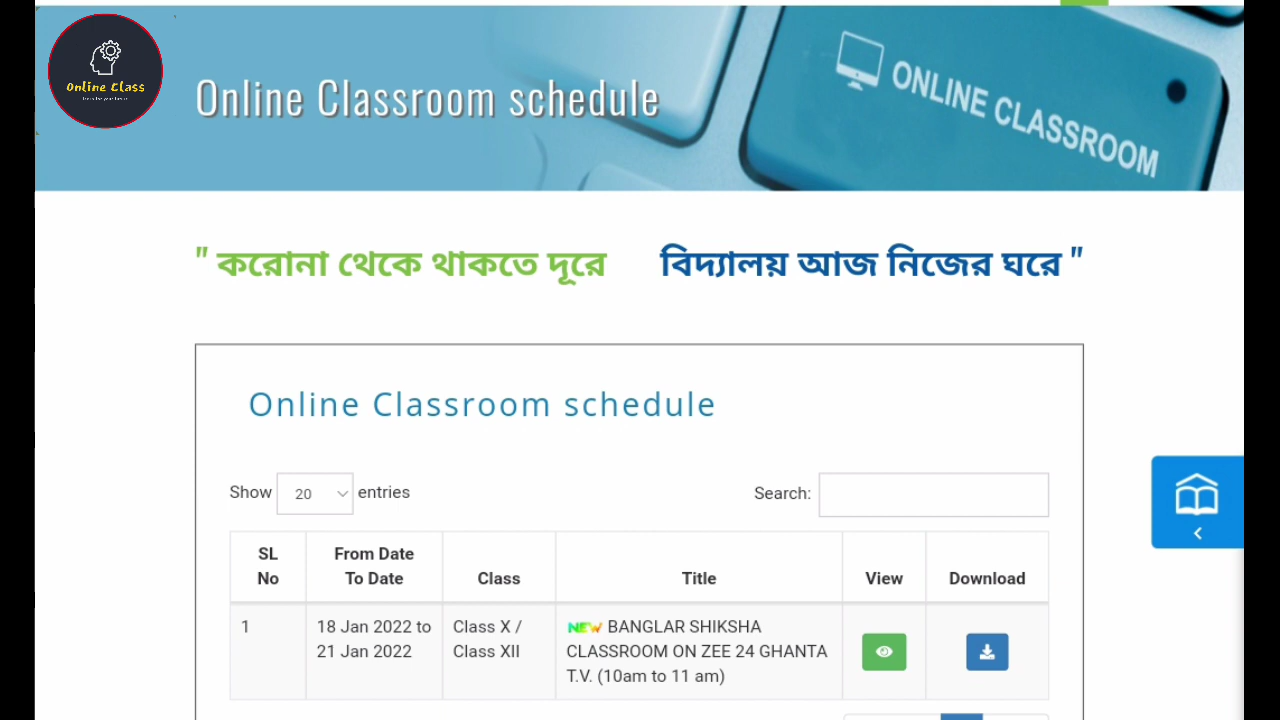 Online Class
Online Classroom schedule
ONLINE CLASSROOM
" করোনা থেকে থাকতে দূরে বিদ্যালয় আজ নিজের ঘরে "
Online Classroom schedule
Show 20 entries
Search:
SL No
From Date To Date
Class
Title
View
Download
1
18 Jan 2022 to
21 Jan 2022
Class X /
Class XII
NEW BANGLAR SHIKSHA
CLASSROOM ON ZEE 24 GHANTA
T.V. (10am to 11 am)